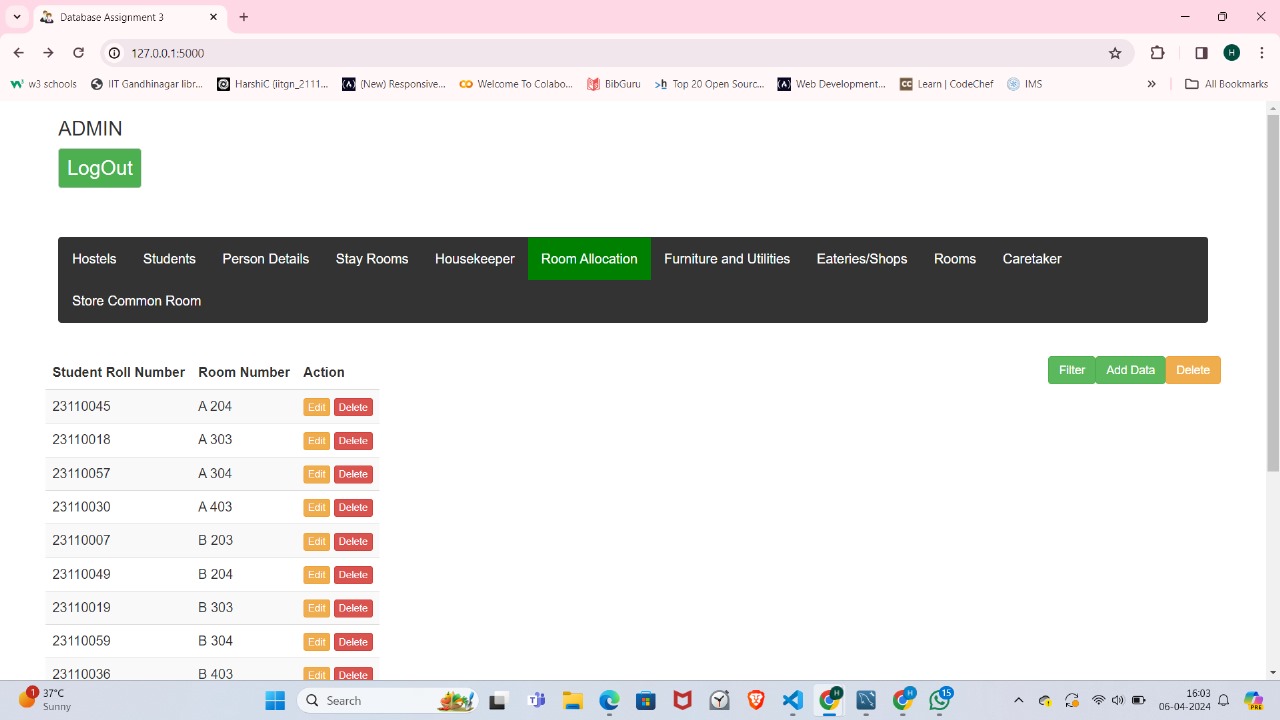 Database Assignment 3
127.0.0.1:5000
H
w3 schools
IIT Gandhinagar libr...
HarshiC (iitgn_2111...
(New) Responsive...
Welcome To Colabo...
BibGuru
Top 20 Open Sourc...
Web Development...
Learn | CodeChef
IMS
All Bookmarks
ADMIN
LogOut
Hostels Students Person Details Stay Rooms Housekeeper Room Allocation Furniture and Utilities Eateries/Shops Rooms Caretaker
Store Common Room
Student Roll Number Room Number Action
Filter Add Data Delete
23110045 A 204 Edit Delete
23110018 A 303 Edit Delete
23110057 A 304 Edit Delete
23110030 A 403 Edit Delete
23110007 B 203 Edit Delete
23110049 B 204 Edit Delete
23110019 B 303 Edit Delete
23110059 B 304 Edit Delete
23110036 B 403 Edit Delete
1
37°C
Sunny
Search
15
16:03
06-04-2024